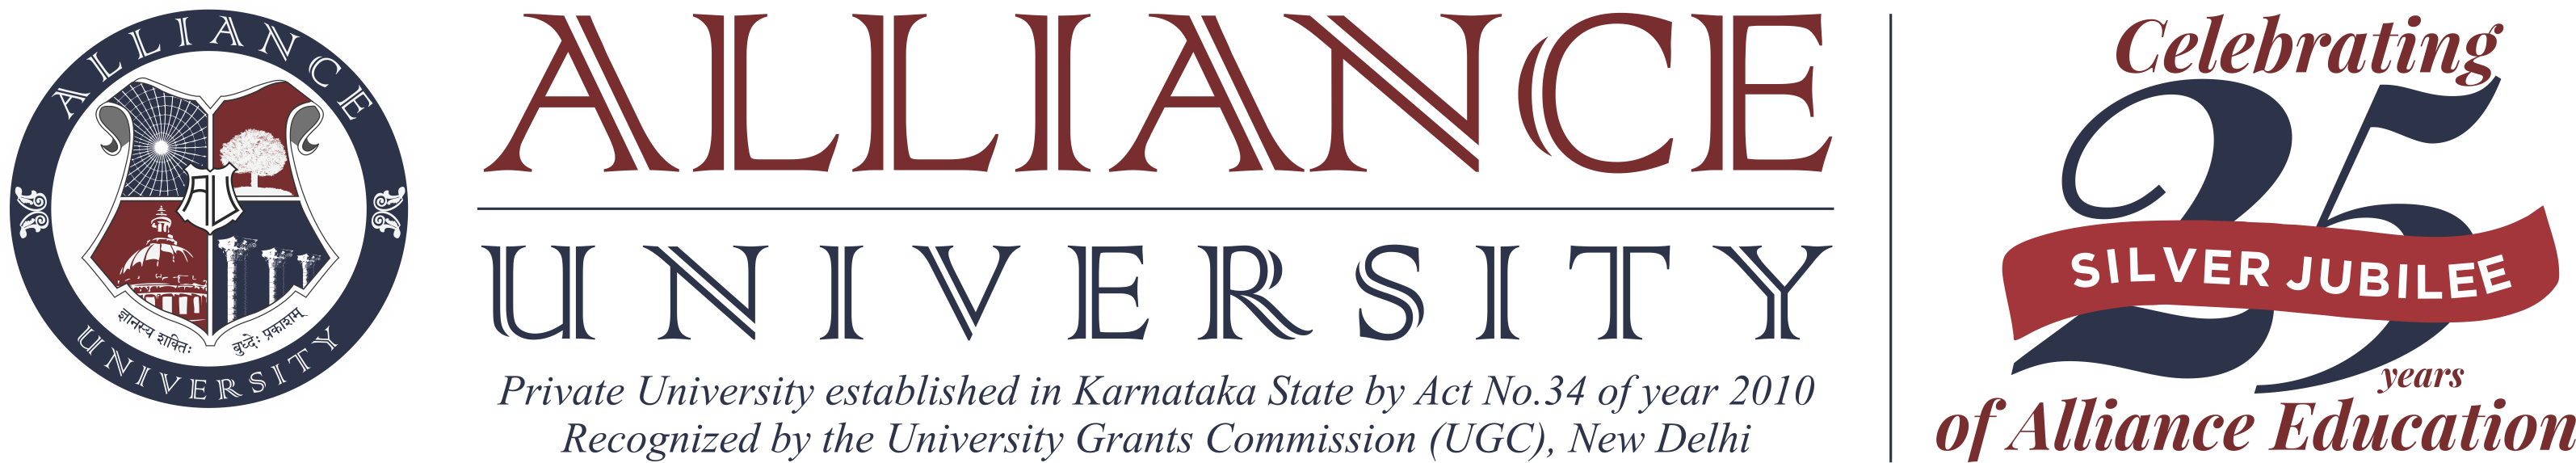 ALLIANCE
AU
ज्ञानस्य शक्तिः बुध्देः प्रकाशम्
UNIVERSITY
ALLIANCE
UNIVERSITY
Private University established in Karnataka State by Act No.34 of year 2010
Recognized by the University Grants Commission (UGC), New Delhi
Celebrating
25
SILVER JUBILEE
years
of Alliance Education